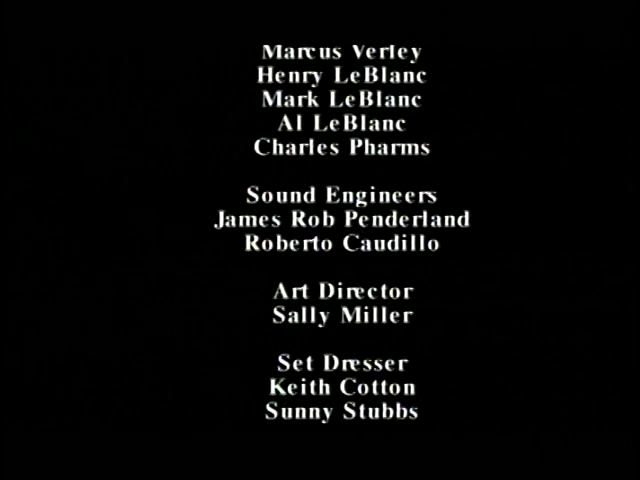 Marcus Verley
Henry LeBlanc
Mark LeBlanc
Al LeBlanc
Charles Pharms
Sound Engineers
James Rob Penderland
Roberto Caudillo
Art Director
Sally Miller
Set Dresser
Keith Cotton
Sunny Stubbs